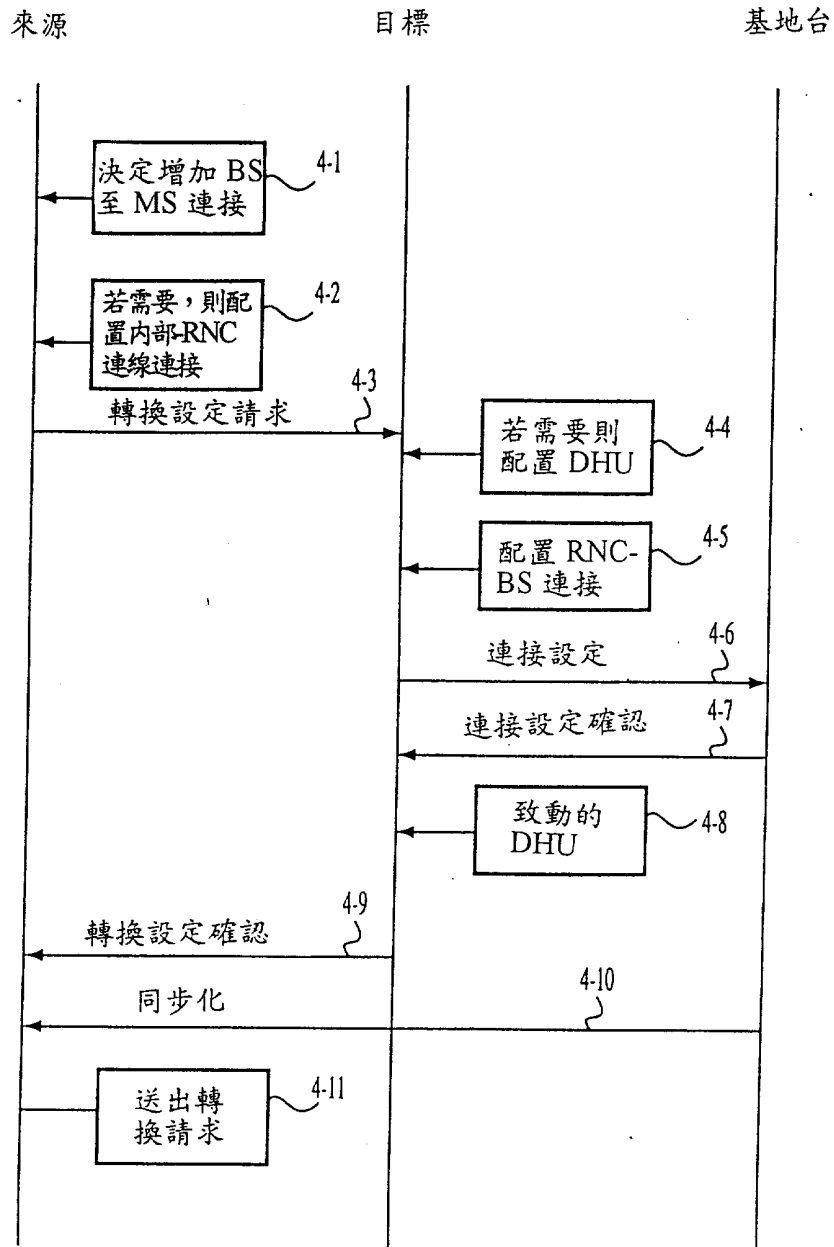 來源
目標
基地台
決定增加 BS
至 MS 連接
4-1
若需要,則配
置內部-RNC
連線連接
4-2
轉換設定請求
4-3
若需要則
配置 DHU
4-4
配置 RNC-
BS 連接
4-5
連接設定
4-6
連接設定確認
4-7
致動的
DHU
4-8
轉換設定確認
4-9
同步化
4-10
送出轉
換請求
4-11